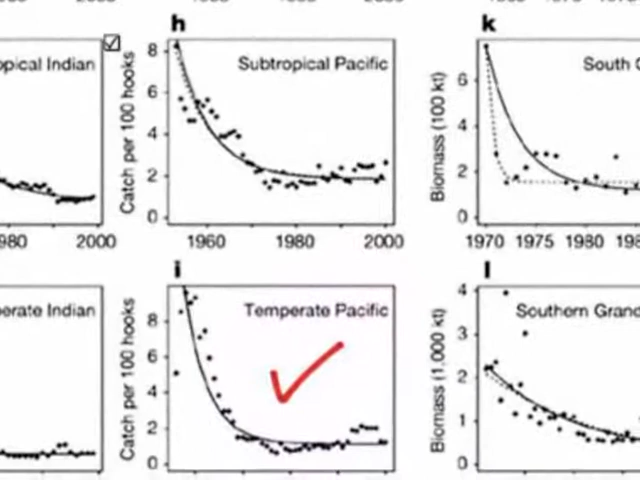 h
k
opical Indian
Subtropical Pacific
South
Catch per 100 hooks
Biomass (100 kt)
8
6
4
2
0
6
4
2
0
980
2000
1960
1980
2000
1970
1975
1980
198
i
l
erate Indian
Temperate Pacific
Southern Grand
Catch per 100 hooks
Biomass (1,000 kt)
8
6
4
2
0
4
3
2
1
0